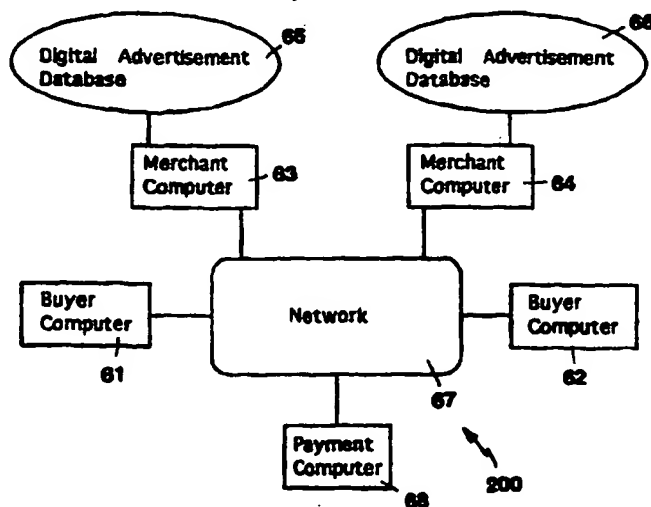 65
Digital Advertisement
Database
66
Digital Advertisement
Database
Merchant
Computer
63
Merchant
Computer
64
Buyer
Computer
61
Network
67
Buyer
Computer
62
Payment
Computer
68
200